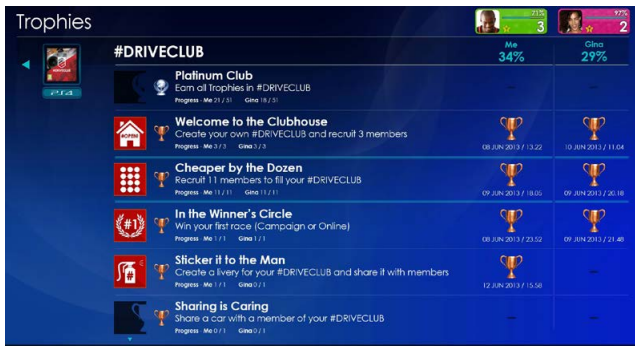 Trophies
71%
3
97%
2
PS4
#DRIVECLUB
Me
34%
Gina
29%
Platinum Club
Earn all Trophies in #DRIVECLUB
Progress - Me 21 / 51 Gina 18 / 51
#OPEN!
Welcome to the Clubhouse
Create your own #DRIVECLUB and recruit 3 members
Progress - Me 3 / 3 Gina 3 / 3
08 JUN 2013 / 13.22
10 JUN 2013 / 11.04
Cheaper by the Dozen
Recruit 11 members to fill your #DRIVECLUB
Progress - Me 11 / 11 Gina 11 / 11
09 JUN 2013 / 18.05
09 JUN 2013 / 20.18
#1
In the Winner's Circle
Win your first race (Campaign or Online)
Progress - Me 1 / 1 Gina 1 / 1
08 JUN 2013 / 23.52
09 JUN 2013 / 21.48
#
Sticker it to the Man
Create a livery for your #DRIVECLUB and share it with members
Progress - Me 1 / 1 Gina 0 / 1
12 JUN 2013 / 15.58
Sharing is Caring
Share a car with a member of your #DRIVECLUB
Progress - Me 0 / 1 Gina 0 / 1